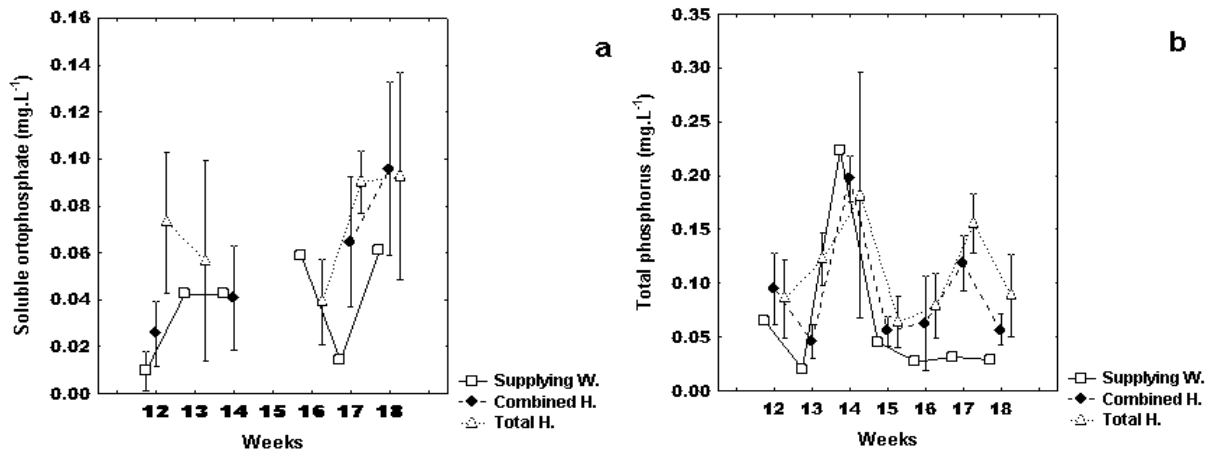 a
Soluble ortophosphate (mg.L-1)
0.16
0.14
0.12
0.10
0.08
0.06
0.04
0.02
0.00
12 13 14 15 16 17 18
Weeks
Supplying W.
Combined H.
Total H.
b
Total phosphorus (mg.L-1)
0.35
0.30
0.25
0.20
0.15
0.10
0.05
0.00
12 13 14 15 16 17 18
Weeks
Supplying W.
Combined H.
Total H.